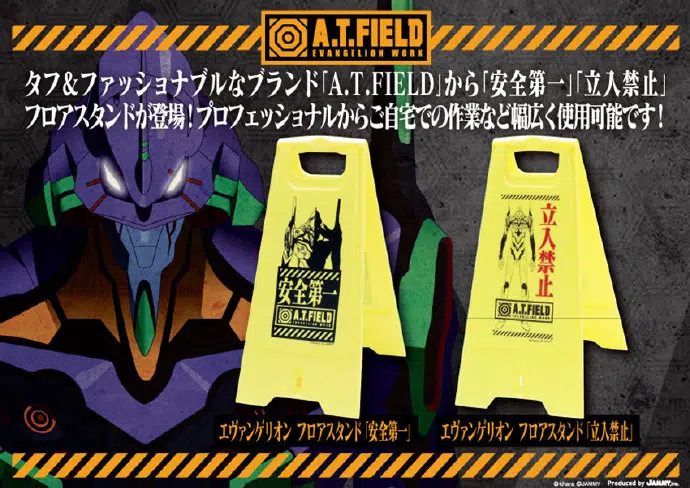 A.T.FIELD
EVANGELION WORK
タフ＆ファッショナブルなブランド「A.T.FIELD」から「安全第一」「立入禁止」
フロアスタンドが登場！プロフェッショナルからご自宅での作業など幅広く使用可能です！
安全第一
A.T.FIELD
EVANGELION WORK
立入禁止
A.T.FIELD
EVANGELION WORK
エヴァンゲリオン フロアスタンド「安全第一」
エヴァンゲリオン フロアスタンド「立入禁止」
©khara ©JAMMY Produced by JAMMY,inc.